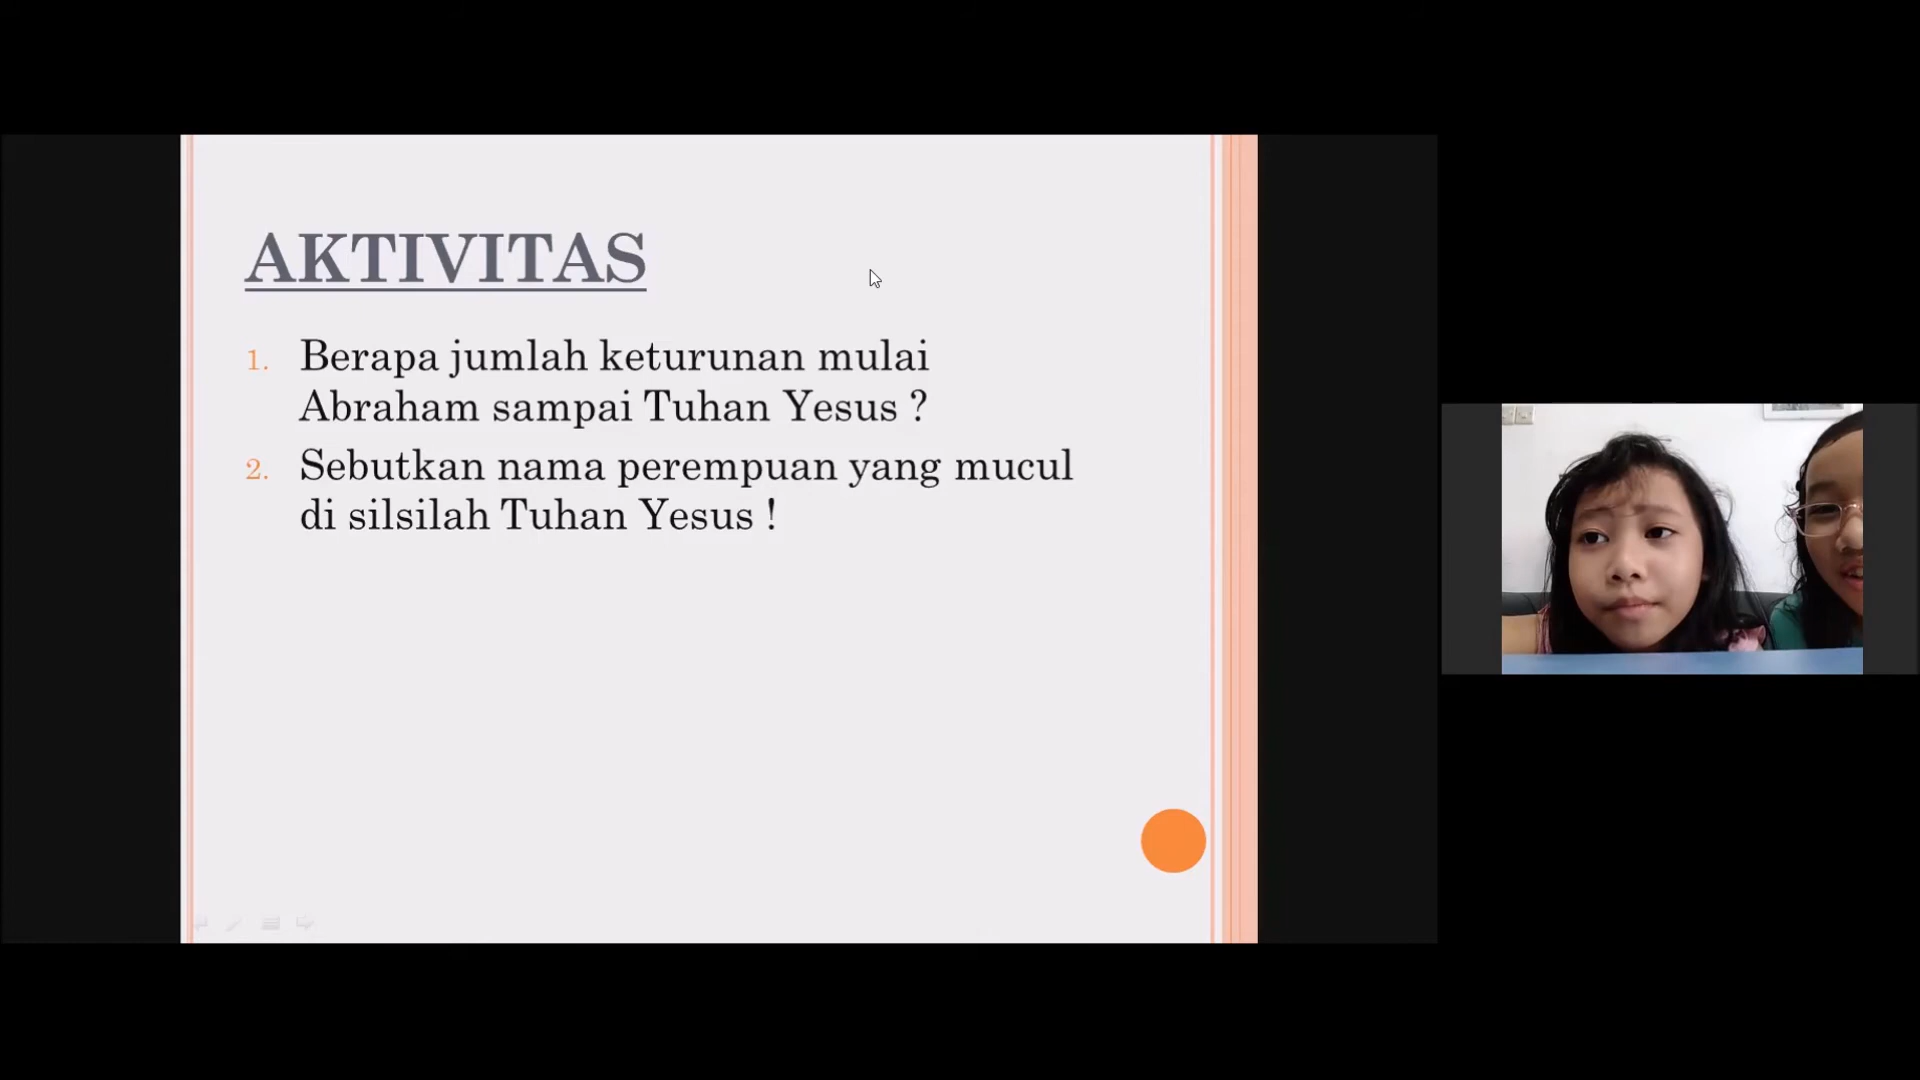 AKTIVITAS
1. Berapa jumlah keturunan mulai
Abraham sampai Tuhan Yesus ?
2. Sebutkan nama perempuan yang mucul
di silsilah Tuhan Yesus !